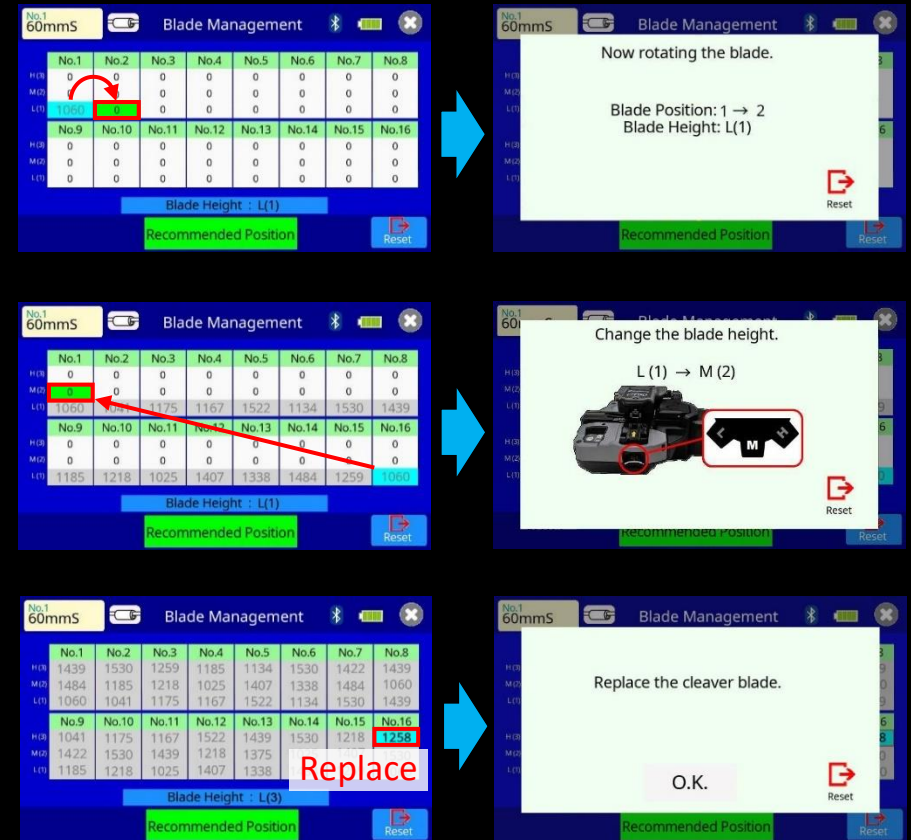 No.1
60mmS Blade Management
No.1 No.2 No.3 No.4 No.5 No.6 No.7 No.8
H(3) 0 0 0 0 0 0 0 0
M(2) 0 0 0 0 0 0 0
L(1) 1060 0 0 0 0 0 0 0
No.9 No.10 No.11 No.12 No.13 No.14 No.15 No.16
H(3) 0 0 0 0 0 0 0 0
M(2) 0 0 0 0 0 0 0 0
L(1) 0 0 0 0 0 0 0 0
Blade Height : L(1)
Recommended Position
Reset
No.1
60mmS Blade Management
Now rotating the blade.
Blade Position: 1 → 2
Blade Height: L(1)
Reset
Recommended Position
Reset
No.1
60mmS Blade Management
No.1 No.2 No.3 No.4 No.5 No.6 No.7 No.8
H(3) 0 0 0 0 0 0 0 0
M(2) 0 0 0 0 0 0 0 0
L(1) 1060 1041 1175 1167 1522 1134 1530 1439
No.9 No.10 No.11 No.12 No.13 No.14 No.15 No.16
H(3) 0 0 0 0 0 0 0 0
M(2) 0 0 0 0 0 0 0 0
L(1) 1185 1218 1025 1407 1338 1484 1259 1060
Blade Height : L(1)
Recommended Position
Reset
No.1
Blade Management
Change the blade height.
L (1) → M (2)
L M H
Reset
Recommended Position
Reset
No.1
60mmS Blade Management
No.1 No.2 No.3 No.4 No.5 No.6 No.7 No.8
H(3) 1439 1530 1259 1185 1134 1530 1422 1439
M(2) 1484 1185 1218 1025 1407 1338 1484 1060
L(1) 1060 1041 1175 1167 1522 1134 1530 1439
No.9 No.10 No.11 No.12 No.13 No.14 No.15 No.16
H(3) 1041 1175 1167 1522 1439 1530 1218 1258
M(2) 1422 1530 1439 1218 1375
L(1) 1185 1218 1025 1407 1338
Replace
Blade Height : L(3)
Recommended Position
Reset
No.1
60mmS Blade Management
Replace the cleaver blade.
O.K.
Reset
Recommended Position
Reset